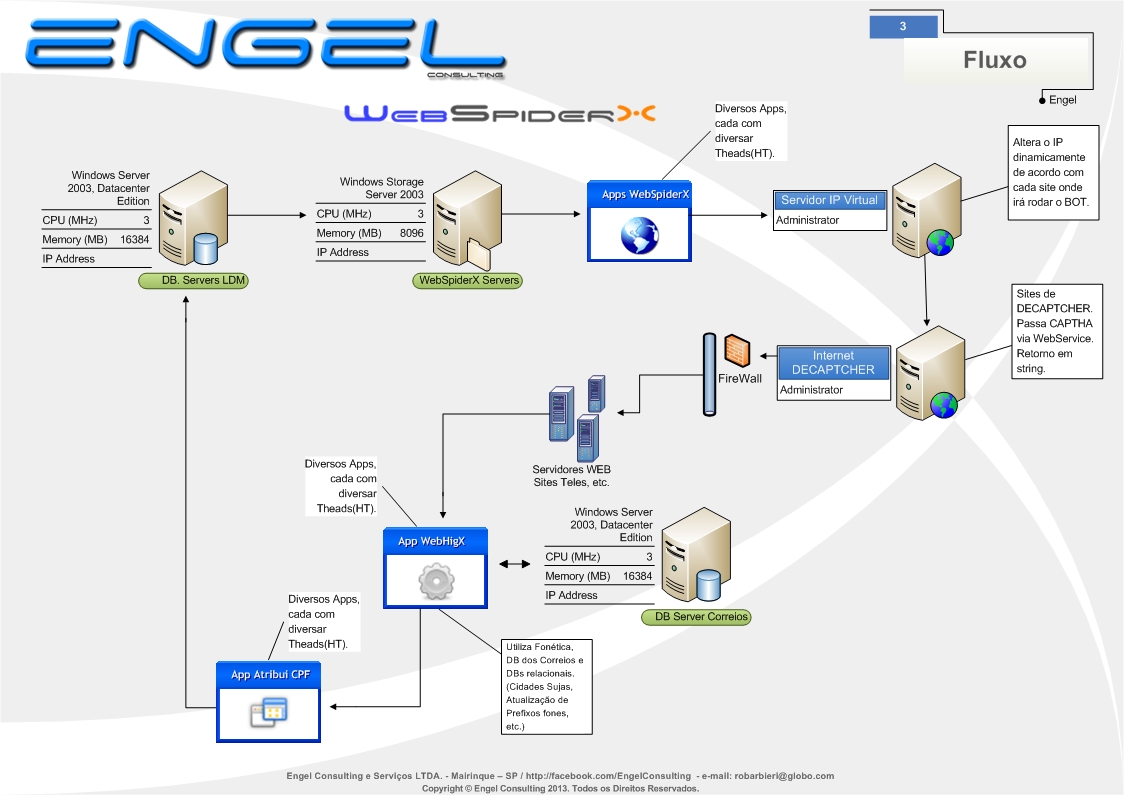 ENGEL
CONSULTING
3
Fluxo
Engel
WEBSPIDERX
Diversos Apps,
cada com
diversar
Theads(HT).
Altera o IP
dinamicamente
de acordo com
cada site onde
irá rodar o BOT.
Windows Server
2003, Datacenter
Edition
CPU (MHz) 3
Memory (MB) 16384
IP Address
DB. Servers LDM
Windows Storage
Server 2003
CPU (MHz) 3
Memory (MB) 8096
IP Address
WebSpiderX Servers
Apps WebSpiderX
Servidor IP Virtual
Administrator
Sites de
DECAPTCHER.
Passa CAPTHA
via WebService.
Retorno em
string.
Internet
DECAPTCHER
Administrator
FireWall
Servidores WEB
Sites Teles, etc.
Diversos Apps,
cada com
diversar
Theads(HT).
App WebHigX
Windows Server
2003, Datacenter
Edition
CPU (MHz) 3
Memory (MB) 16384
IP Address
DB Server Correios
Diversos Apps,
cada com
diversar
Theads(HT).
App Atribui CPF
Utiliza Fonética,
DB dos Correios e
DBs relacionais.
(Cidades Sujas,
Atualização de
Prefixos fones,
etc.)
Engel Consulting e Serviços LTDA. - Mairinque – SP / http://facebook.com/EngelConsulting - e-mail: robarbieri@globo.com
Copyright © Engel Consulting 2013. Todos os Direitos Reservados.